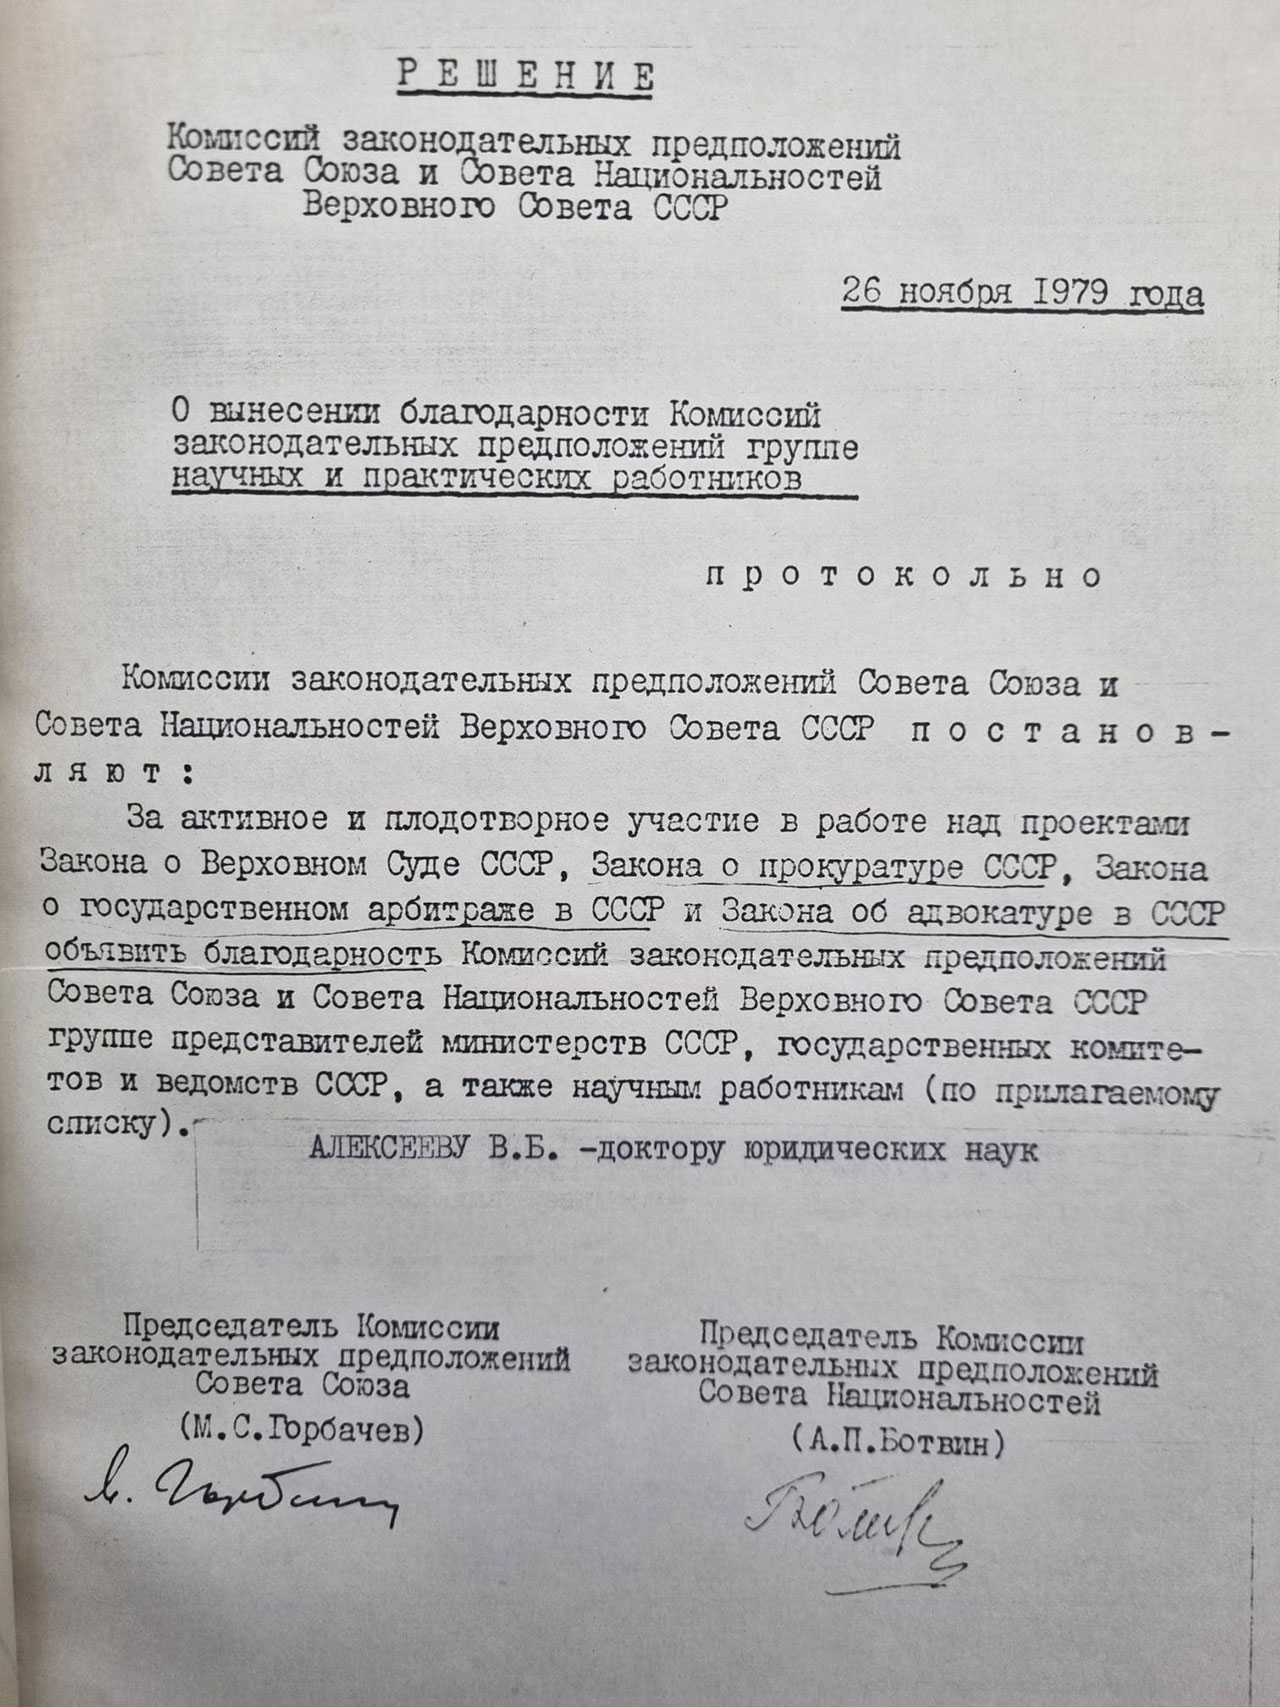 Р Е Ш Е Н И Е
Комиссий законодательных предположений
Совета Союза и Совета Национальностей
Верховного Совета СССР
26 ноября 1979 года
О вынесении благодарности Комиссий
законодательных предположений группе
научных и практических работников
п р о т о к о л ь н о
Комиссии законодательных предположений Совета Союза и
Совета Национальностей Верховного Совета СССР п о с т а н о в -
л я ю т :
За активное и плодотворное участие в работе над проектами
Закона о Верховном Суде СССР, Закона о прокуратуре СССР, Закона
о государственном арбитраже в СССР и Закона об адвокатуре в СССР
объявить благодарность Комиссий законодательных предположений
Совета Союза и Совета Национальностей Верховного Совета СССР
группе представителей министерств СССР, государственных комите-
тов и ведомств СССР, а также научным работникам (по прилагаемому
списку).
АЛЕКСЕЕВУ В.Б. -доктору юридических наук
Председатель Комиссии
законодательных предположений
Совета Союза
(М.С.Горбачев)
М. Горбачев
Председатель Комиссии
законодательных предположений
Совета Национальностей
(А.П.Ботвин)
Ботвин